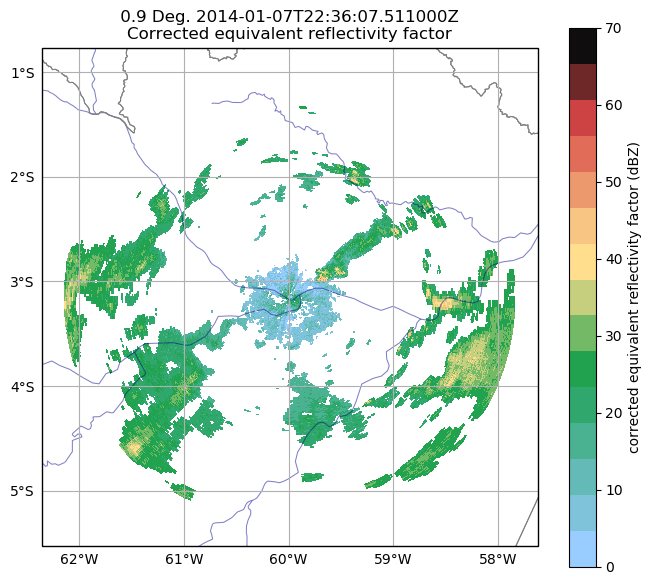 0.9 Deg. 2014-01-07T22:36:07.511000Z
Corrected equivalent reflectivity factor
1°S
2°S
3°S
4°S
5°S
62°W 61°W 60°W 59°W 58°W
70
60
50
40
30
20
10
0
corrected equivalent reflectivity factor (dBZ)